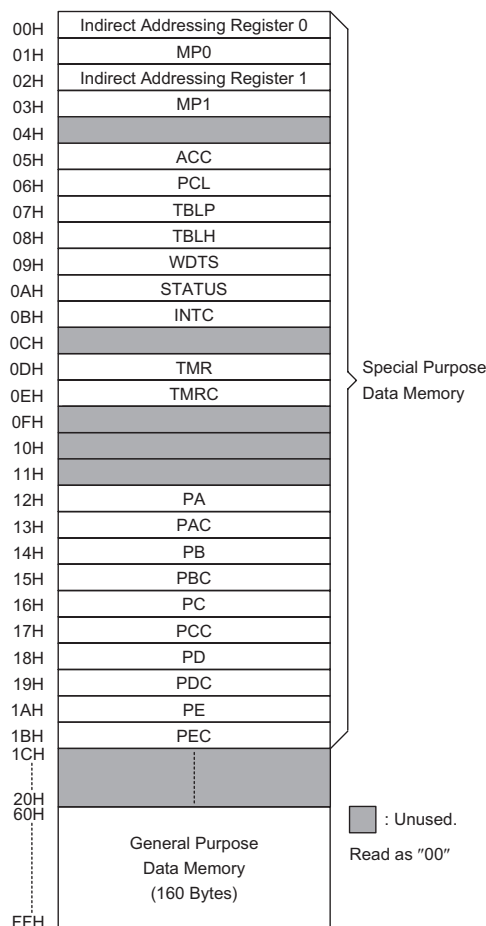 00H Indirect Addressing Register 0
01H MP0
02H Indirect Addressing Register 1
03H MP1
04H
05H ACC
06H PCL
07H TBLP
08H TBLH
09H WDTS
0AH STATUS
0BH INTC
0CH
0DH TMR
0EH TMRC
0FH
10H
11H
12H PA
13H PAC
14H PB
15H PBC
16H PC
17H PCC
18H PD
19H PDC
1AH PE
1BH PEC
1CH
20H
60H
General Purpose
Data Memory
(160 Bytes)
FFH
Special Purpose
Data Memory
: Unused.
Read as ″00″